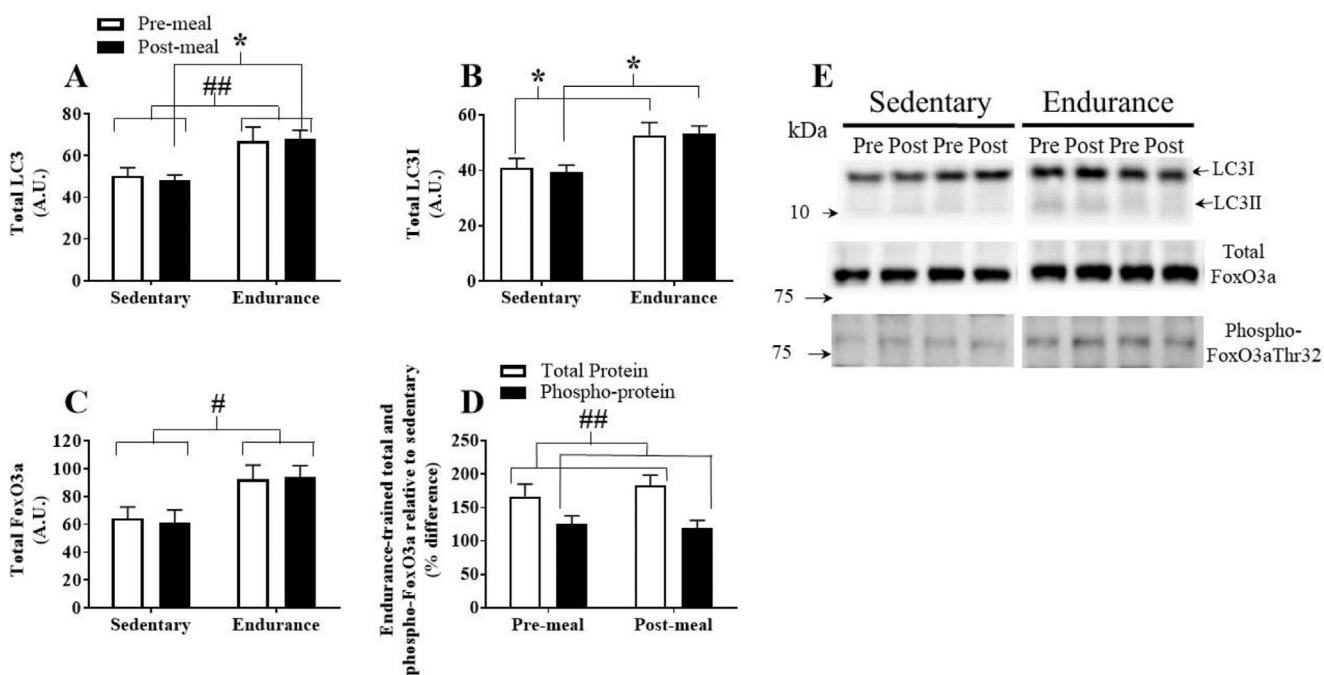 Pre-meal
Post-meal
A
*
##
Total LC3
(A.U.)
80
60
40
20
0
Sedentary
Endurance
B
*
*
Total LC3I
(A.U.)
60
40
20
0
Sedentary
Endurance
E
Sedentary
Endurance
kDa
Pre Post Pre Post
Pre Post Pre Post
LC3I
LC3II
10
Total
FoxO3a
75
Phospho-
FoxO3aThr32
75
C
#
Total FoxO3a
(A.U.)
120
100
80
60
40
20
0
Sedentary
Endurance
Total Protein
Phospho-protein
D
##
Endurance-trained total and
phospho-FoxO3a relative to sedentary
(% difference)
250
200
150
100
50
0
Pre-meal
Post-meal